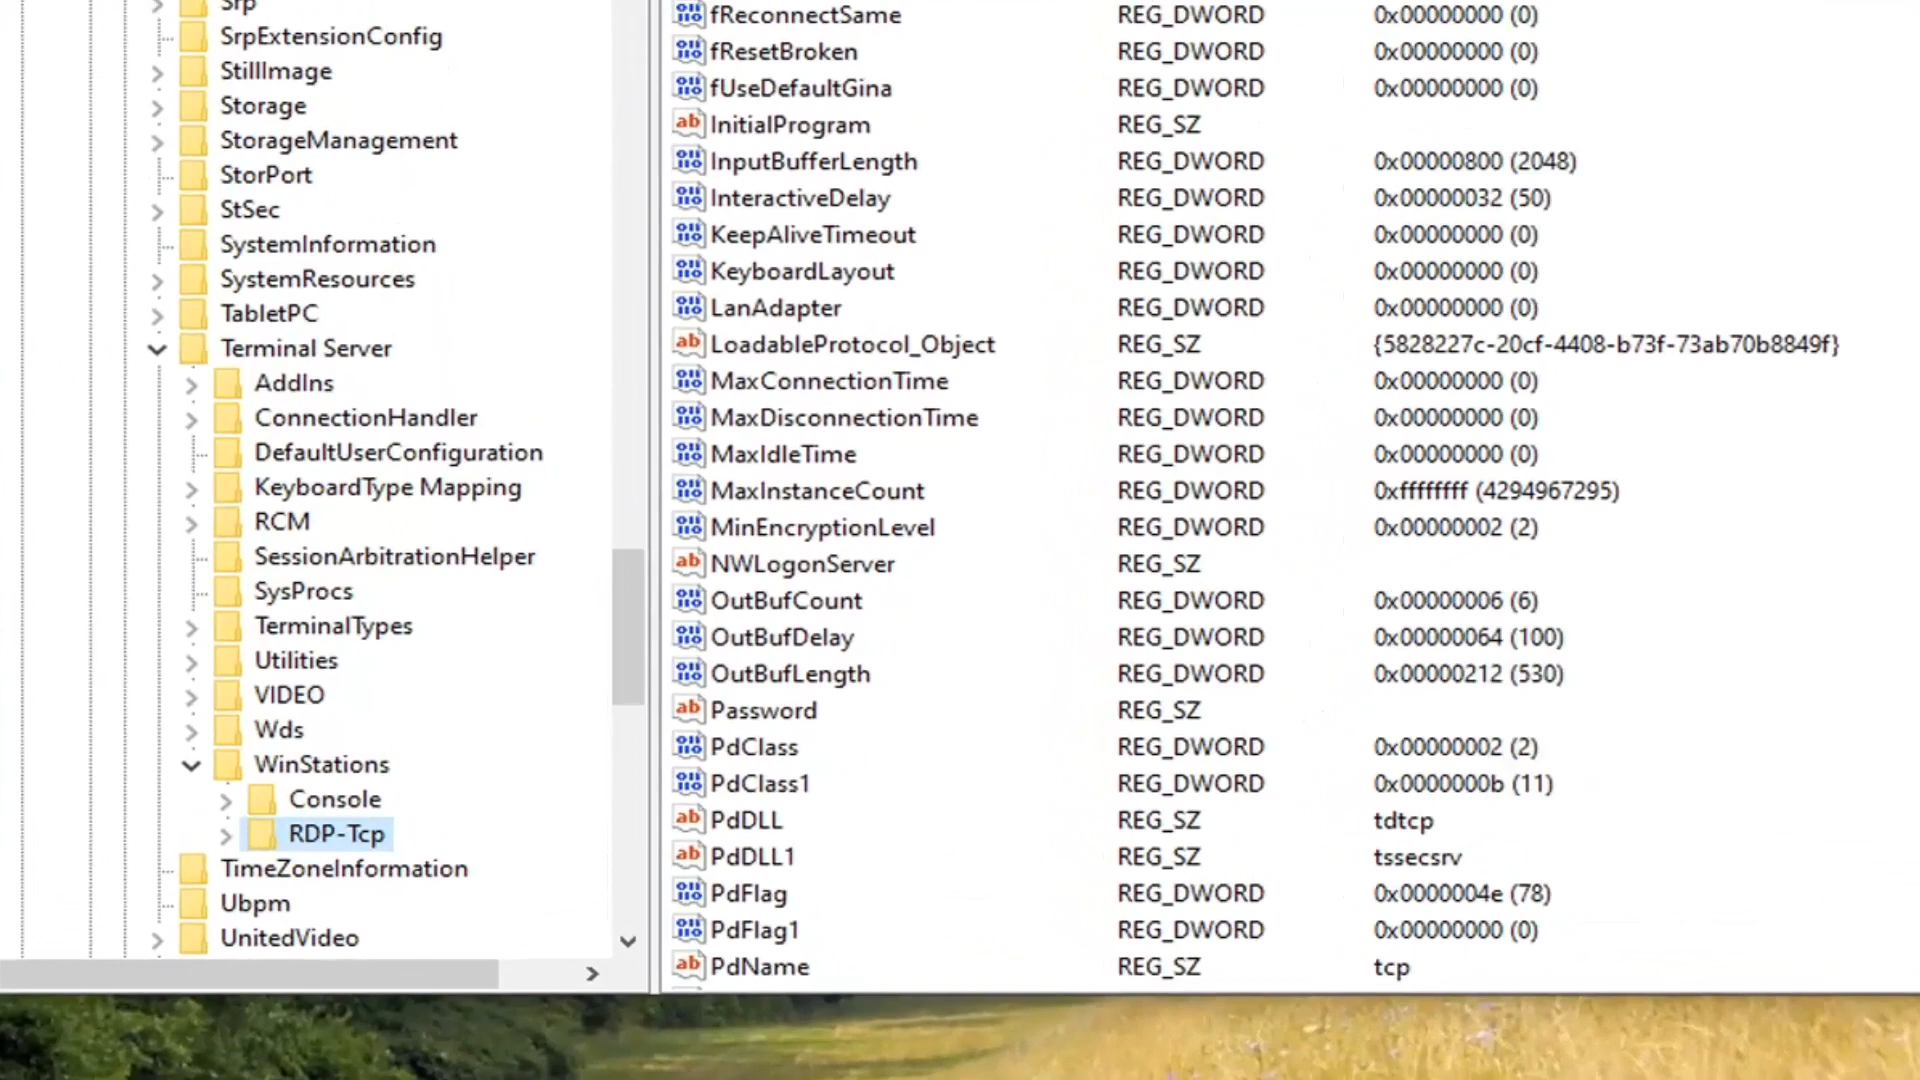 Srp
SrpExtensionConfig
StillImage
Storage
StorageManagement
StorPort
StSec
SystemInformation
SystemResources
TabletPC
Terminal Server
AddIns
ConnectionHandler
DefaultUserConfiguration
KeyboardType Mapping
RCM
SessionArbitrationHelper
SysProcs
TerminalTypes
Utilities
VIDEO
Wds
WinStations
Console
RDP-Tcp
TimeZoneInformation
Ubpm
UnitedVideo
fReconnectSame REG_DWORD 0x00000000 (0)
fResetBroken REG_DWORD 0x00000000 (0)
fUseDefaultGina REG_DWORD 0x00000000 (0)
InitialProgram REG_SZ
InputBufferLength REG_DWORD 0x00000800 (2048)
InteractiveDelay REG_DWORD 0x00000032 (50)
KeepAliveTimeout REG_DWORD 0x00000000 (0)
KeyboardLayout REG_DWORD 0x00000000 (0)
LanAdapter REG_DWORD 0x00000000 (0)
LoadableProtocol_Object REG_SZ {5828227c-20cf-4408-b73f-73ab70b8849f}
MaxConnectionTime REG_DWORD 0x00000000 (0)
MaxDisconnectionTime REG_DWORD 0x00000000 (0)
MaxIdleTime REG_DWORD 0x00000000 (0)
MaxInstanceCount REG_DWORD 0xffffffff (4294967295)
MinEncryptionLevel REG_DWORD 0x00000002 (2)
NWLogonServer REG_SZ
OutBufCount REG_DWORD 0x00000006 (6)
OutBufDelay REG_DWORD 0x00000064 (100)
OutBufLength REG_DWORD 0x00000212 (530)
Password REG_SZ
PdClass REG_DWORD 0x00000002 (2)
PdClass1 REG_DWORD 0x0000000b (11)
PdDLL REG_SZ tdtcp
PdDLL1 REG_SZ tssecsrv
PdFlag REG_DWORD 0x0000004e (78)
PdFlag1 REG_DWORD 0x00000000 (0)
PdName REG_SZ tcp